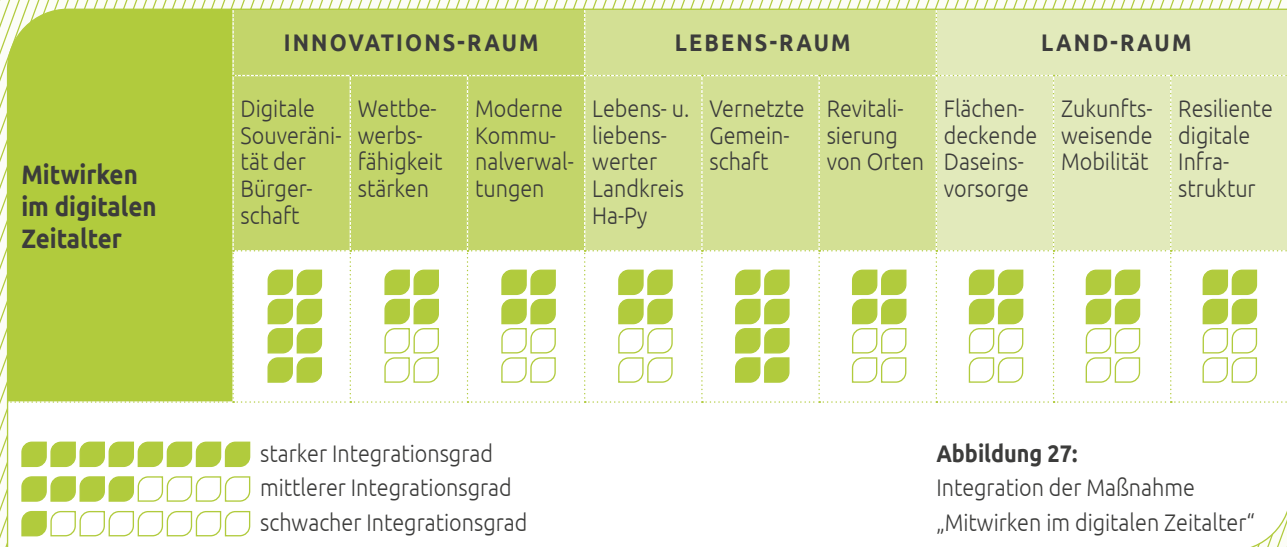 INNOVATIONS-RAUM
LEBENS-RAUM
LAND-RAUM
Mitwirken
im digitalen
Zeitalter
Digitale
Souveräni-
tät der
Bürger-
schaft
Wettbe-
werbs-
fähigkeit
stärken
Moderne
Kommu-
nalverwal-
tungen
Lebens- u.
liebens-
werter
Landkreis
Ha-Py
Vernetzte
Gemein-
schaft
Revitali-
sierung
von Orten
Flächen-
deckende
Daseins-
vorsorge
Zukunfts-
weisende
Mobilität
Resiliente
digitale
Infra-
struktur
starker Integrationsgrad
mittlerer Integrationsgrad
schwacher Integrationsgrad
Abbildung 27:
Integration der Maßnahme
„Mitwirken im digitalen Zeitalter“